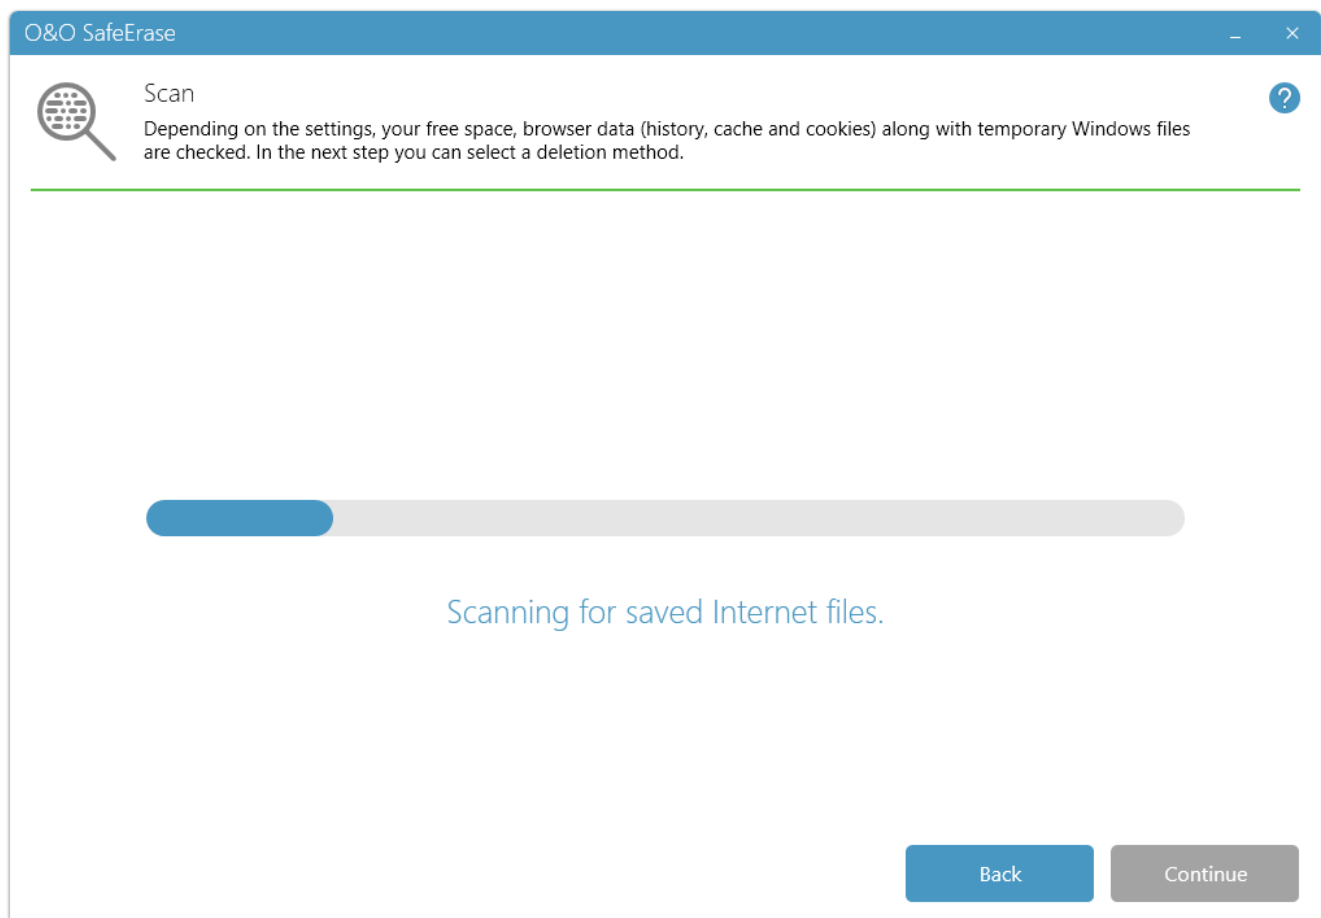 O&O SafeErase
Scan
Depending on the settings, your free space, browser data (history, cache and cookies) along with temporary Windows files
are checked. In the next step you can select a deletion method.
?
Scanning for saved Internet files.
Back
Continue